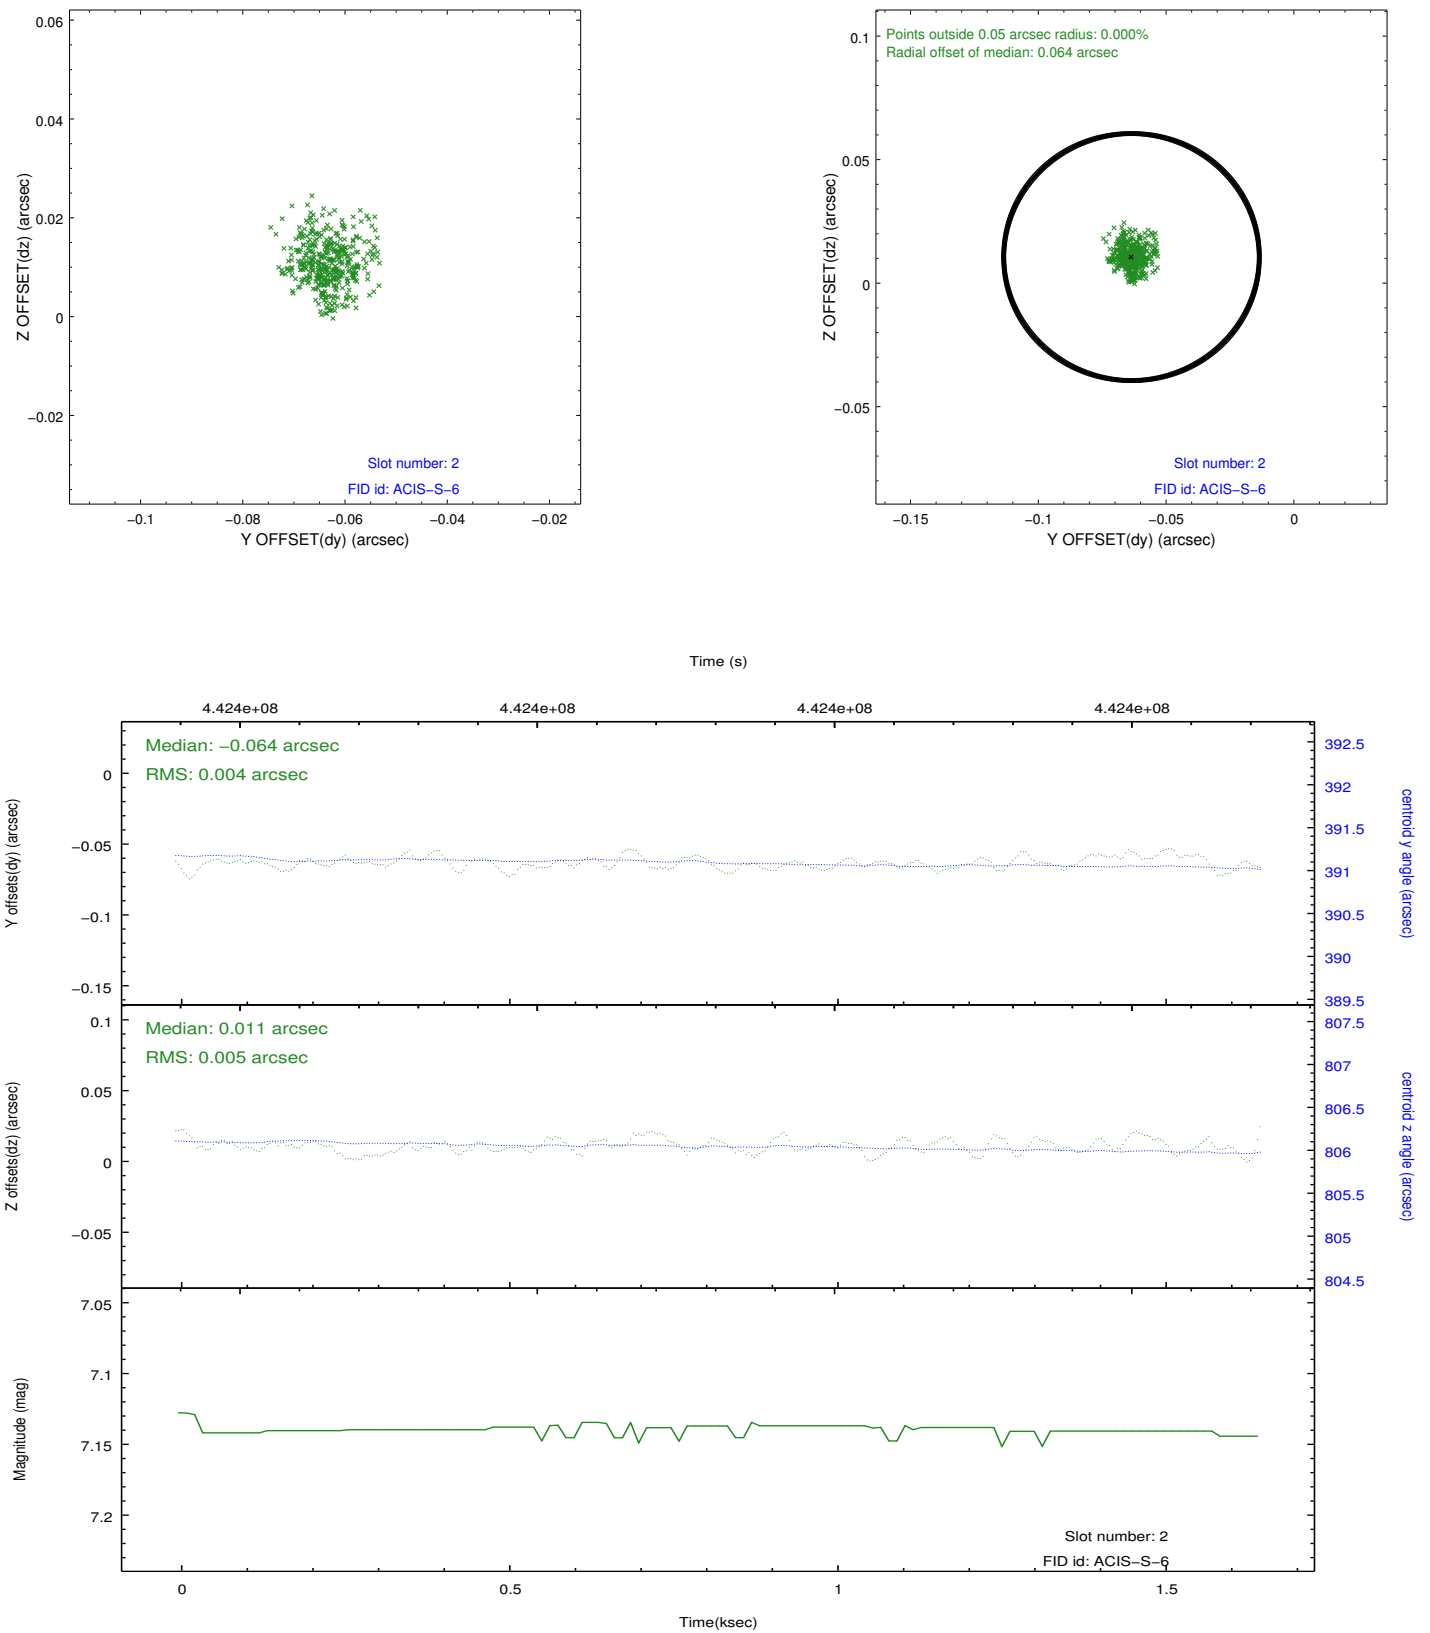 0.06
0.04
0.02
0
−0.02
Z OFFSET(dz) (arcsec)
Slot number: 2
FID id: ACIS−S−6
−0.1
−0.08
−0.06
−0.04
−0.02
Y OFFSET(dy) (arcsec)
Points outside 0.05 arcsec radius: 0.000%
Radial offset of median: 0.064 arcsec
0.1
0.05
0
−0.05
Z OFFSET(dz) (arcsec)
Slot number: 2
FID id: ACIS−S−6
−0.15
−0.1
−0.05
0
Y OFFSET(dy) (arcsec)
Time (s)
4.424e+08
4.424e+08
4.424e+08
4.424e+08
Median: −0.064 arcsec
RMS: 0.004 arcsec
0
−0.05
−0.1
−0.15
Y offsets(dy) (arcsec)
392.5
392
391.5
391
390.5
390
389.5
centroid y angle (arcsec)
Median: 0.011 arcsec
RMS: 0.005 arcsec
0.1
0.05
0
−0.05
Z offsets(dz) (arcsec)
807.5
807
806.5
806
805.5
805
804.5
centroid z angle (arcsec)
7.05
7.1
7.15
7.2
Magnitude (mag)
Slot number: 2
FID id: ACIS−S−6
0
0.5
1
1.5
Time(ksec)